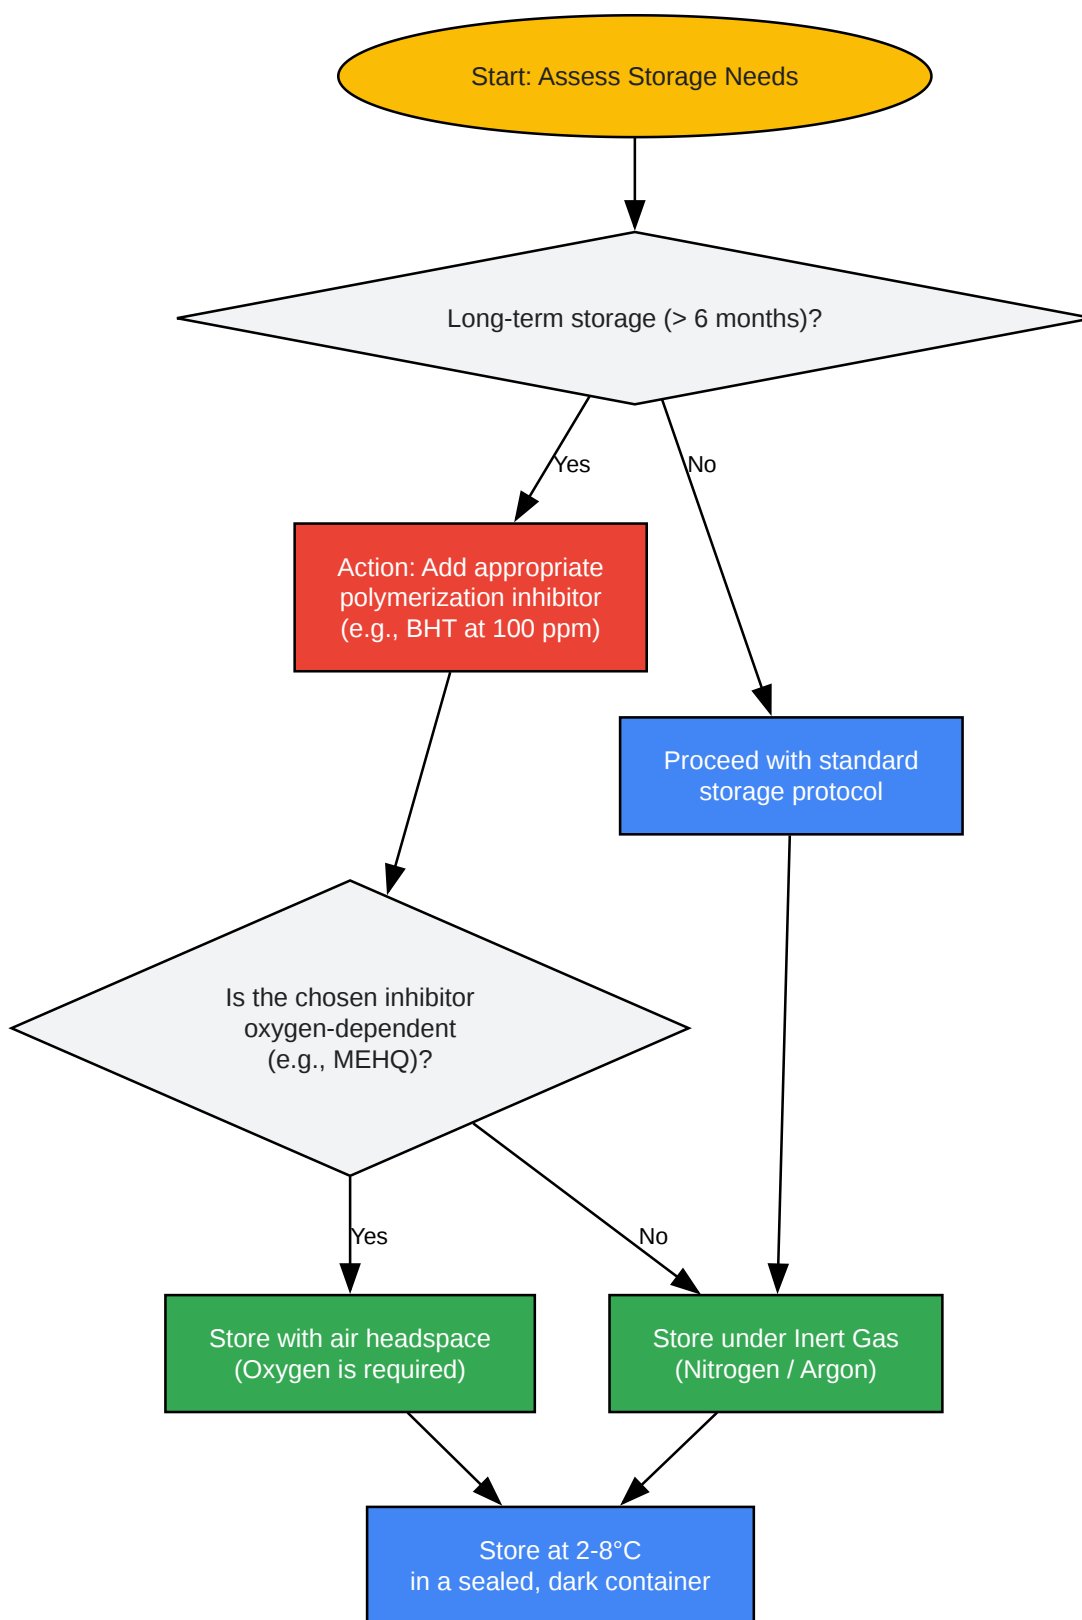 Start: Assess Storage Needs
Long-term storage (> 6 months)?
Yes
No
Action: Add appropriate
polymerization inhibitor
(e.g., BHT at 100 ppm)
Proceed with standard
storage protocol
Is the chosen inhibitor
oxygen-dependent
(e.g., MEHQ)?
Yes
No
Store with air headspace
(Oxygen is required)
Store under Inert Gas
(Nitrogen / Argon)
Store at 2-8°C
in a sealed, dark container